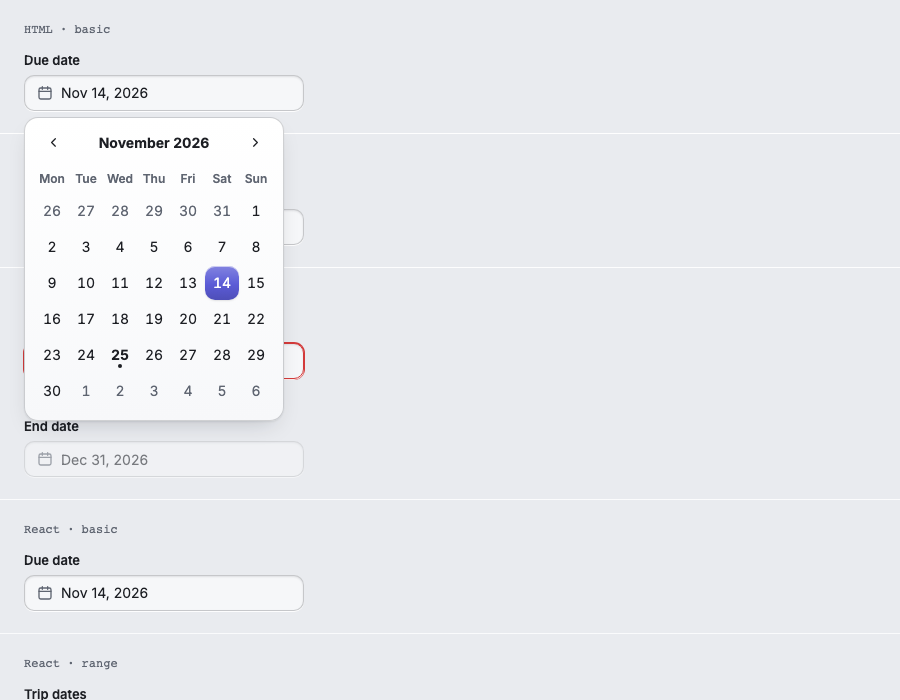 HTML · basic
Due date
Nov 14, 2026
November 2026
Mon Tue Wed Thu Fri Sat Sun
26 27 28 29 30 31 1
2 3 4 5 6 7 8
9 10 11 12 13 14 15
16 17 18 19 20 21 22
23 24 25 26 27 28 29
30 1 2 3 4 5 6
End date
Dec 31, 2026
React · basic
Due date
Nov 14, 2026
React · range
Trip dates